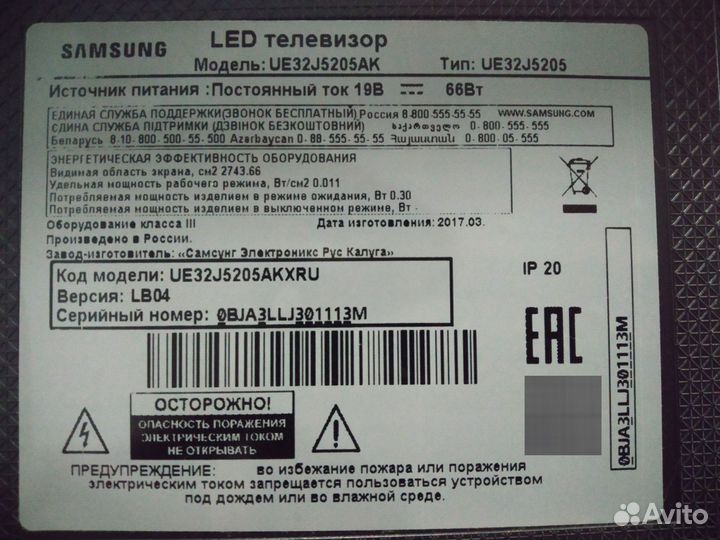 SAMSUNG LED телевизор
Модель: UE32J5205AK Тип: UE32J5205
Источник питания : Постоянный ток 19В 66Вт
ЕДИНАЯ СЛУЖБА ПОДДЕРЖКИ(ЗВОНОК БЕСПЛАТНЫЙ) Россия 8-800-555-55-55 WWW.SAMSUNG.COM
ЄДИНА СЛУЖБА ПІДТРИМКИ (ДЗВІНОК БЕЗКОШТОВНИЙ) საქართველო 0-800-555-555
Беларусь 8-10-800-500-55-500 Azərbaycan 0-88-555-55-55 Հայաստան 0-800-05-555
ЭНЕРГЕТИЧЕСКАЯ ЭФФЕКТИВНОСТЬ ОБОРУДОВАНИЯ
Видимая область экрана, см2 2743.66
Удельная мощность рабочего режима, Вт/см2 0.011
Потребляемая мощность изделием в режиме ожидания, Вт 0.30
Потребляемая мощность изделием в выключенном режиме, Вт -
Оборудование класса III Дата изготовления: 2017.03.
Произведено в России.
Завод-изготовитель: «Самсунг Электроникс Рус Калуга»
Код модели: UE32J5205AKXRU
IP 20
Версия: LB04
Серийный номер: 0BJA3LLJ301113M
EAC
0BJA3LLJ301113M
ОСТОРОЖНО!
ОПАСНОСТЬ ПОРАЖЕНИЯ
ЭЛЕКТРИЧЕСКИМ ТОКОМ
НЕ ОТКРЫВАТЬ
ПРЕДУПРЕЖДЕНИЕ: во избежание пожара или поражения
электрическим током запрещается пользоваться устройством
под дождем или во влажной среде.
Avito